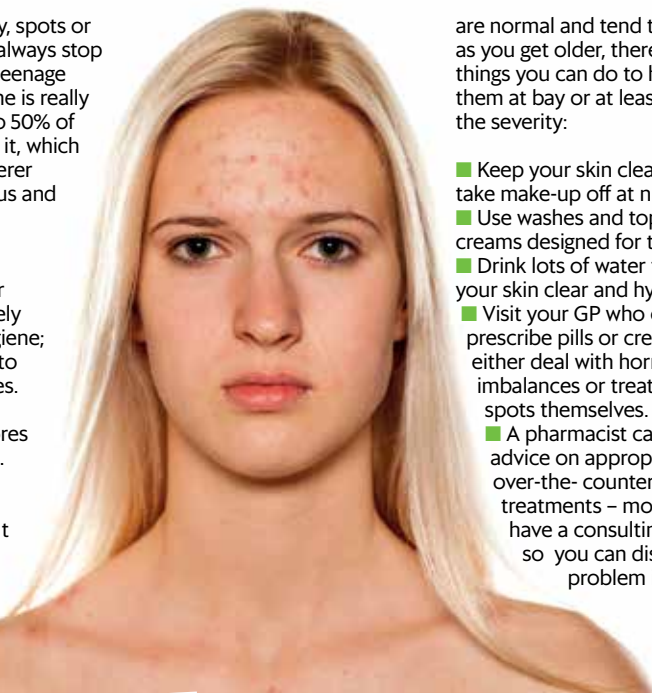 y, spots or
always stop
eenage
ne is really
o 50% of
it, which
erer
us and
r
ely
iene;
to
es.
res
.
t
are normal and tend t
as you get older, there
things you can do to h
them at bay or at leas
the severity:
■ Keep your skin clea
take make-up off at n
■ Use washes and top
creams designed for t
■ Drink lots of water t
your skin clear and hy
■ Visit your GP who c
prescribe pills or cre
either deal with horr
imbalances or treat
spots themselves.
■ A pharmacist ca
advice on approp
over-the- counter
treatments – mo
have a consultin
so you can dis
problem